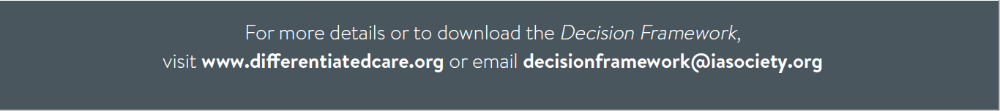 For more details or to download the Decision Framework,
visit www.differentiatedcare.org or email decisionframework@iasociety.org